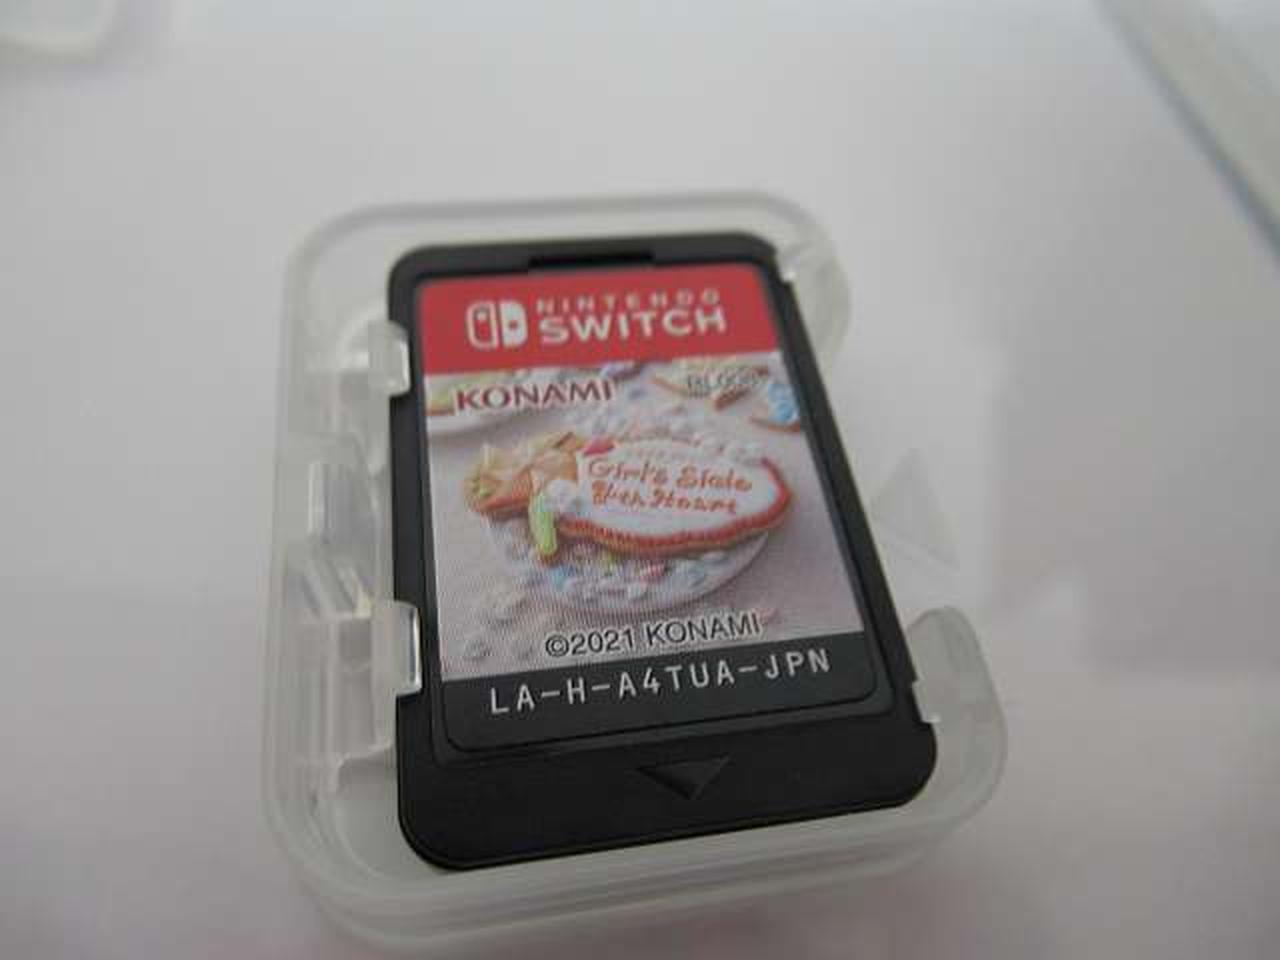 NINTENDO
SWITCH
KONAMI
Girl's Side
4th Heart
©2021 KONAMI
LA-H-A4TUA-JPN